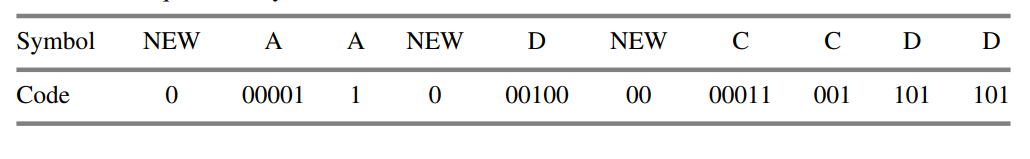 Symbol NEW A A NEW D NEW C C D D
Code 0 00001 1 0 00100 00 00011 001 101 101